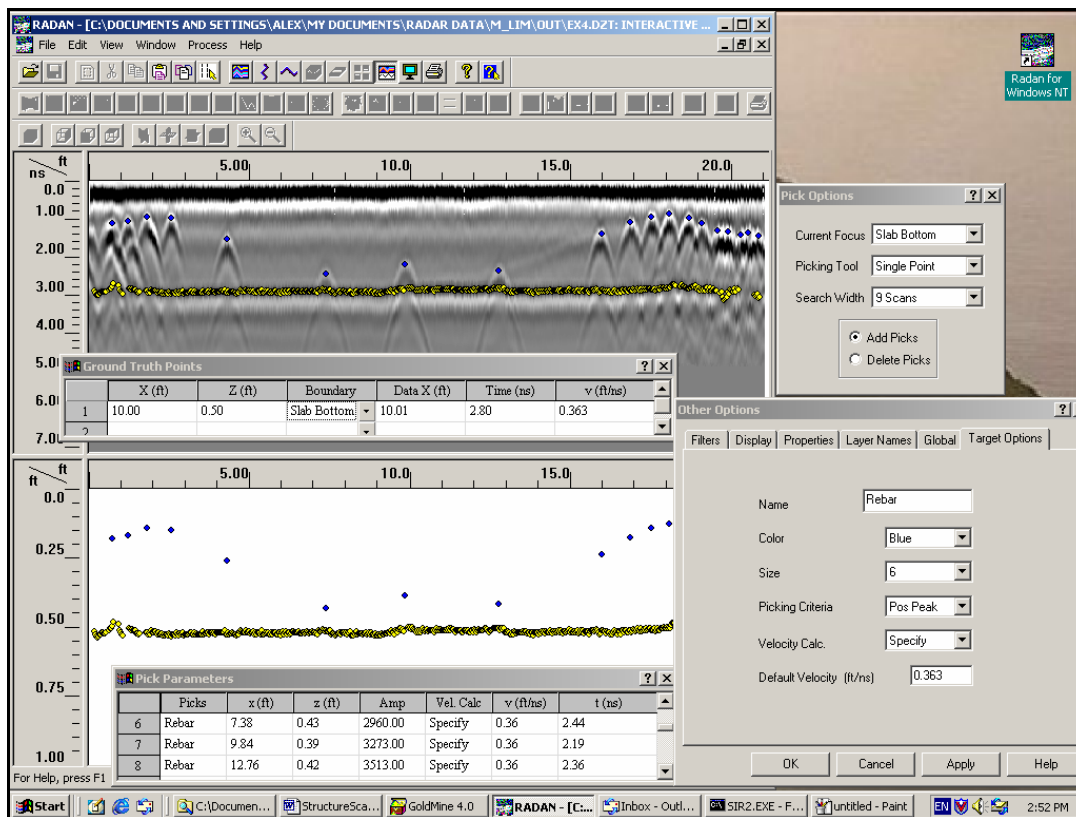 RADAN - [C:\DOCUMENTS AND SETTINGS\ALEX\MY DOCUMENTS\RADAR DATA\M_LIM\OUT\EX4.DZT: INTERACTIVE ...
File Edit View Window Process Help
Radan for
Windows NT
ft
ns
5.00 10.0 15.0 20.0
0.0
1.00
2.00
3.00
4.00
5.0
6.0
7.0
Pick Options
Current Focus Slab Bottom
Picking Tool Single Point
Search Width 9 Scans
Add Picks
Delete Picks
Ground Truth Points
X (ft) Z (ft) Boundary Data X (ft) Time (ns) v (ft/ns)
1 10.00 0.50 Slab Bottom 10.01 2.80 0.363
2
Other Options
Filters Display Properties Layer Names Global Target Options
Name Rebar
Color Blue
Size 6
Picking Criteria Pos Peak
Velocity Calc. Specify
Default Velocity (ft/ns) 0.363
OK Cancel Apply Help
ft
ft
5.00 10.0 15.0
0.0
0.25
0.50
0.75
1.00
Pick Parameters
Picks x (ft) z (ft) Amp Vel. Calc v (ft/ns) t (ns)
6 Rebar 7.38 0.43 2960.00 Specify 0.36 2.44
7 Rebar 9.84 0.39 3273.00 Specify 0.36 2.19
8 Rebar 12.76 0.42 3513.00 Specify 0.36 2.36
For Help, press F1
Start C:\Documen... StructureSca... GoldMine 4.0 RADAN - [C:... Inbox - Outl... SIR2.EXE - F... untitled - Paint EN 2:52 PM